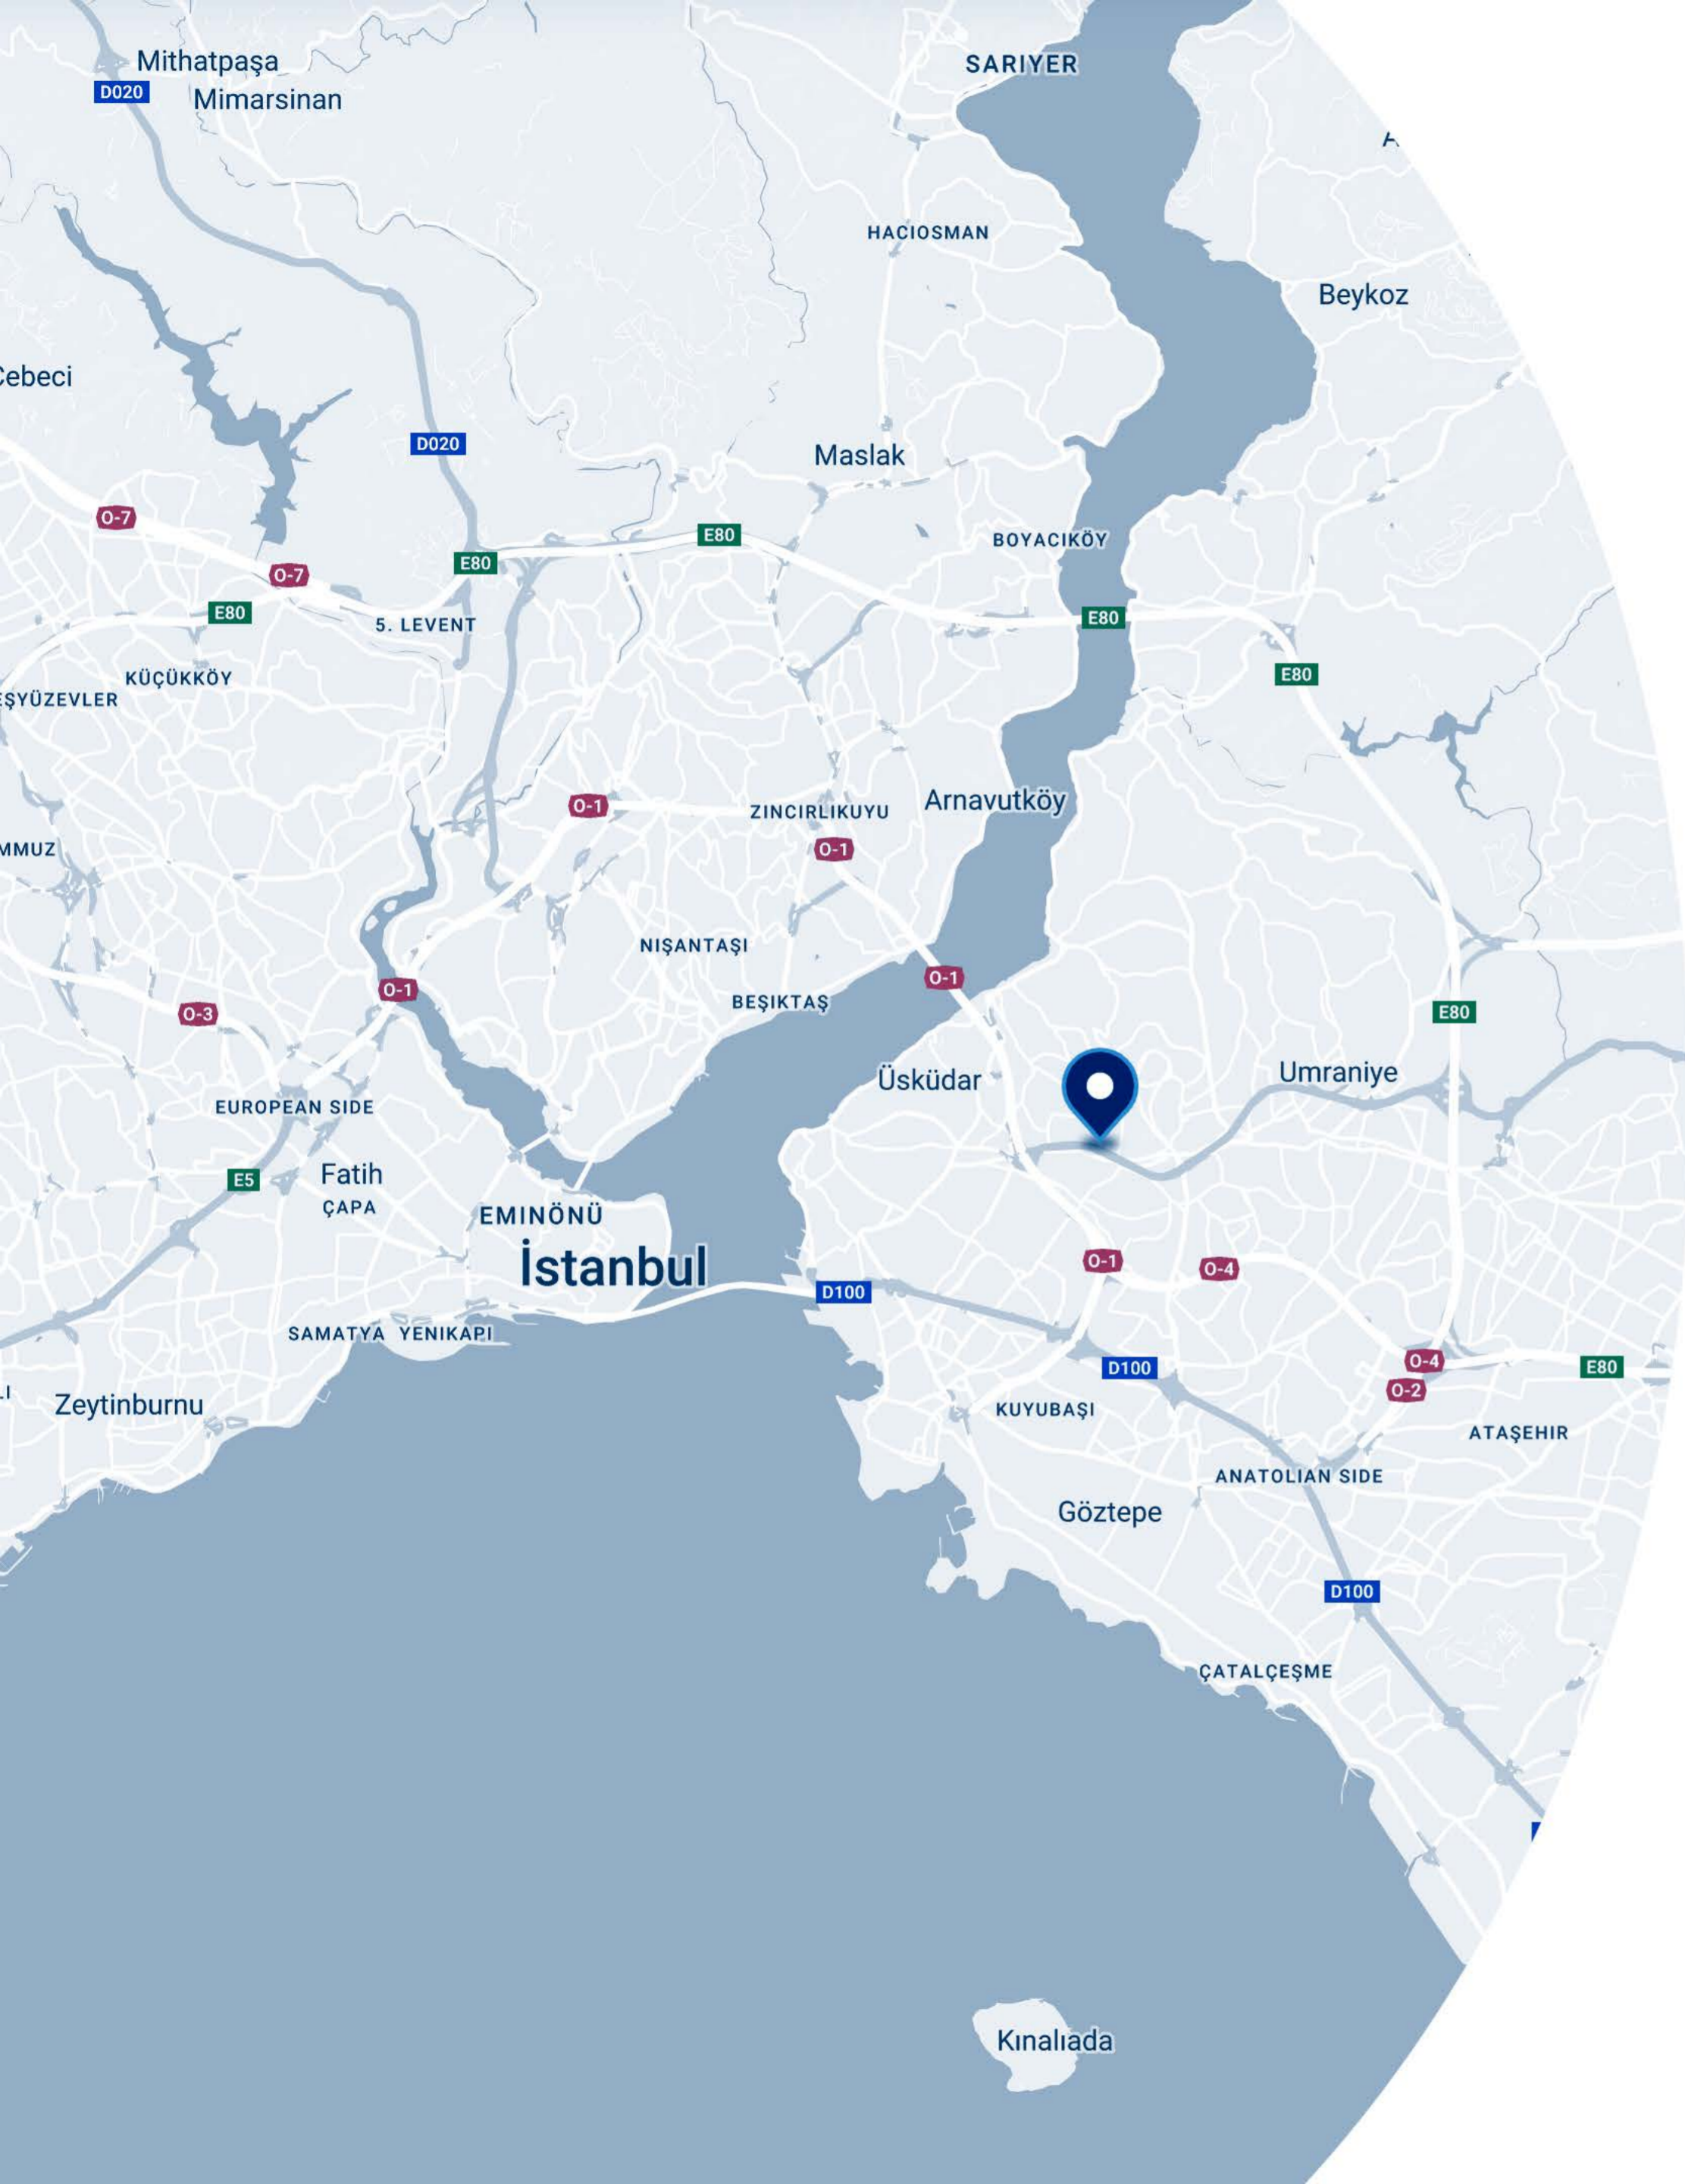 Mithatpaşa
SARIYER
D020
Mimarsinan
HACIOSMAN
Beykoz
Cebeci
D020
Maslak
O-7
E80
BOYACIKÖY
E80
O-7
E80
E80
5. LEVENT
E80
KÜÇÜKKÖY
ŞYÜZEVLER
Arnavutköy
O-1
ZINCIRLIKUYU
MMUZ
O-1
NIŞANTAŞI
O-1
O-1
BEŞIKTAŞ
O-3
E80
Üsküdar
Umraniye
EUROPEAN SIDE
Fatih
E5
ÇAPA
EMINÖNÜ
İstanbul
O-1
O-4
D100
SAMATYA YENIKAPI
O-4
D100
E80
O-2
Zeytinburnu
KUYUBAŞI
ATAŞEHIR
ANATOLIAN SIDE
Göztepe
D100
ÇATALÇEŞME
Kınalıada